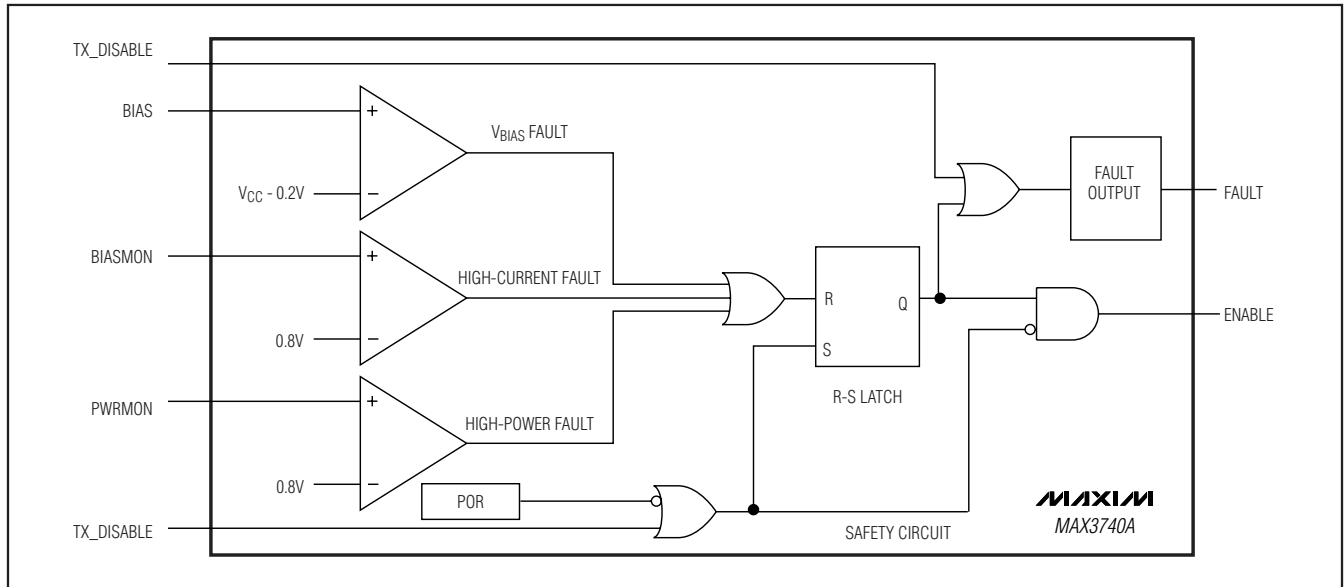 TX_DISABLE
BIAS
+
VBIAS FAULT
VCC - 0.2V
–
FAULT
OUTPUT
FAULT
BIASMON
+
HIGH-CURRENT FAULT
0.8V
–
R
Q
S
R-S LATCH
ENABLE
PWRMON
+
HIGH-POWER FAULT
0.8V
–
POR
TX_DISABLE
SAFETY CIRCUIT
MAXIM
MAX3740A